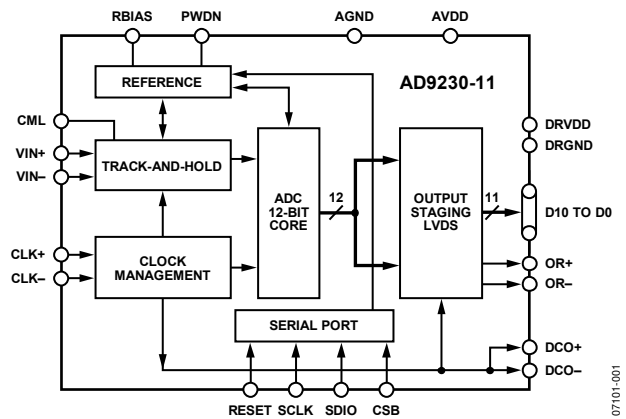 RBIAS PWDN AGND AVDD
REFERENCE
AD9230-11
CML
VIN+
VIN–
TRACK-AND-HOLD
CLK+
CLK–
CLOCK
MANAGEMENT
ADC
12-BIT
CORE
12
OUTPUT
STAGING
LVDS
11
DRVDD
DRGND
D10 TO D0
OR+
OR–
SERIAL PORT
DCO+
DCO–
RESET SCLK SDIO CSB
07101-001